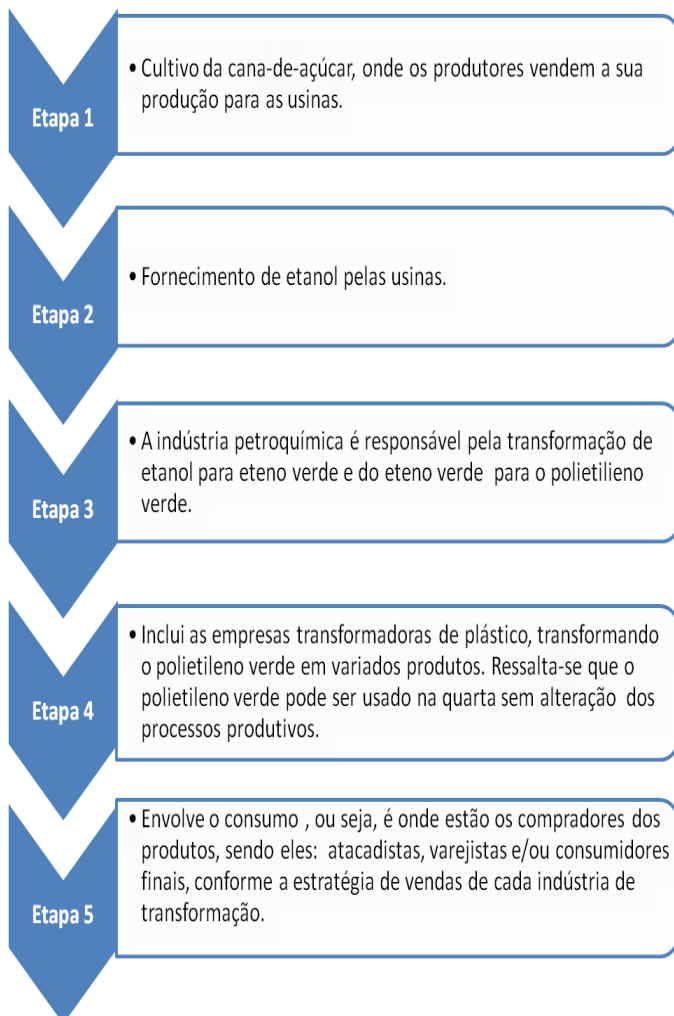 Etapa 1
• Cultivo da cana-de-açúcar, onde os produtores vendem a sua
produção para as usinas.
Etapa 2
• Fornecimento de etanol pelas usinas.
Etapa 3
• A indústria petroquímica é responsável pela transformação de
etanol para eteno verde e do eteno verde para o polietilieno
verde.
Etapa 4
• Inclui as empresas transformadoras de plástico, transformando
o polietileno verde em variados produtos. Ressalta-se que o
polietileno verde pode ser usado na quarta sem alteração dos
processos produtivos.
Etapa 5
• Envolve o consumo , ou seja, é onde estão os compradores dos
produtos, sendo eles: atacadistas, varejistas e/ou consumidores
finais, conforme a estratégia de vendas de cada indústria de
transformação.